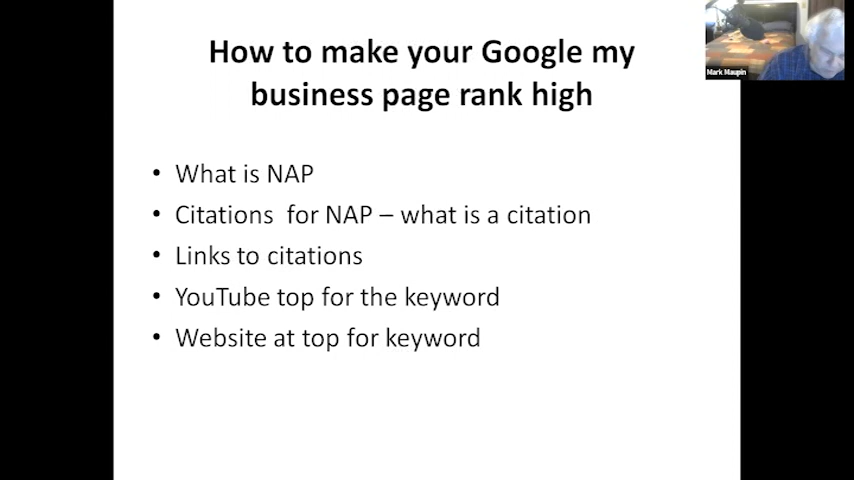 How to make your Google my
business page rank high
• What is NAP
• Citations  for NAP – what is a citation
• Links to citations
• YouTube top for the keyword
• Website at top for keyword
Mark Maupin